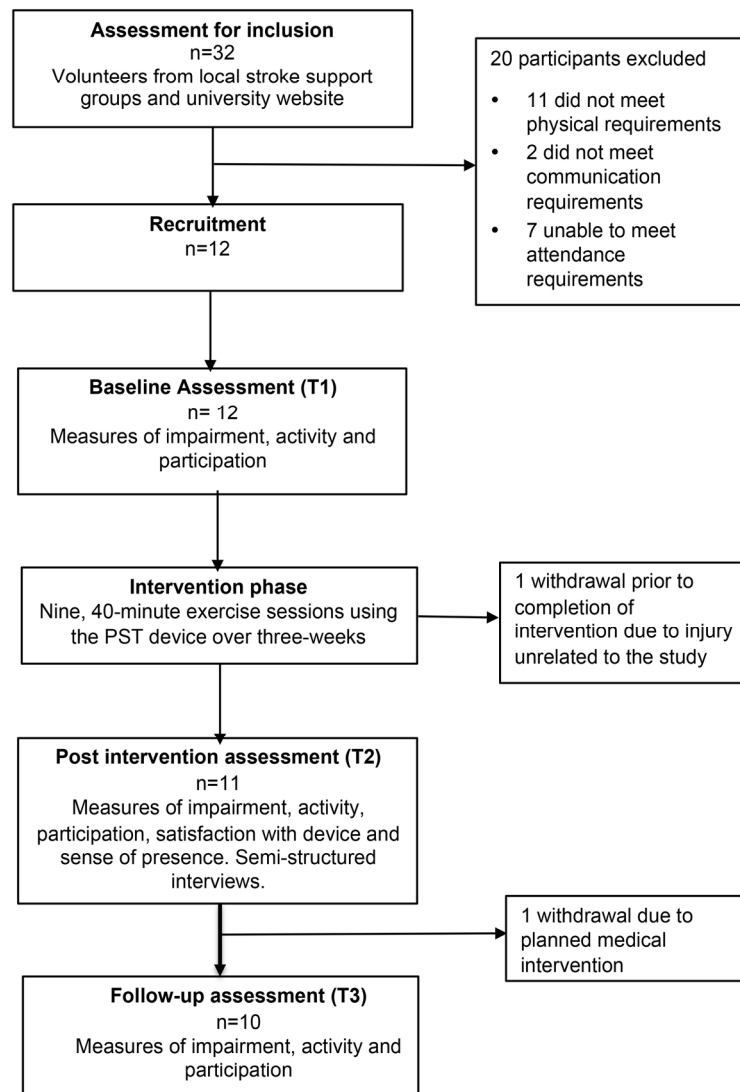 Assessment for inclusion
n=32
Volunteers from local stroke support
groups and university website
20 participants excluded
• 11 did not meet
physical requirements
• 2 did not meet
communication
requirements
• 7 unable to meet
attendance
requirements
Recruitment
n=12
Baseline Assessment (T1)
n= 12
Measures of impairment, activity and
participation
Intervention phase
Nine, 40-minute exercise sessions using
the PST device over three-weeks
1 withdrawal prior to
completion of
intervention due to injury
unrelated to the study
Post intervention assessment (T2)
n=11
Measures of impairment, activity,
participation, satisfaction with device and
sense of presence. Semi-structured
interviews.
1 withdrawal due to
planned medical
intervention
Follow-up assessment (T3)
n=10
Measures of impairment, activity and
participation